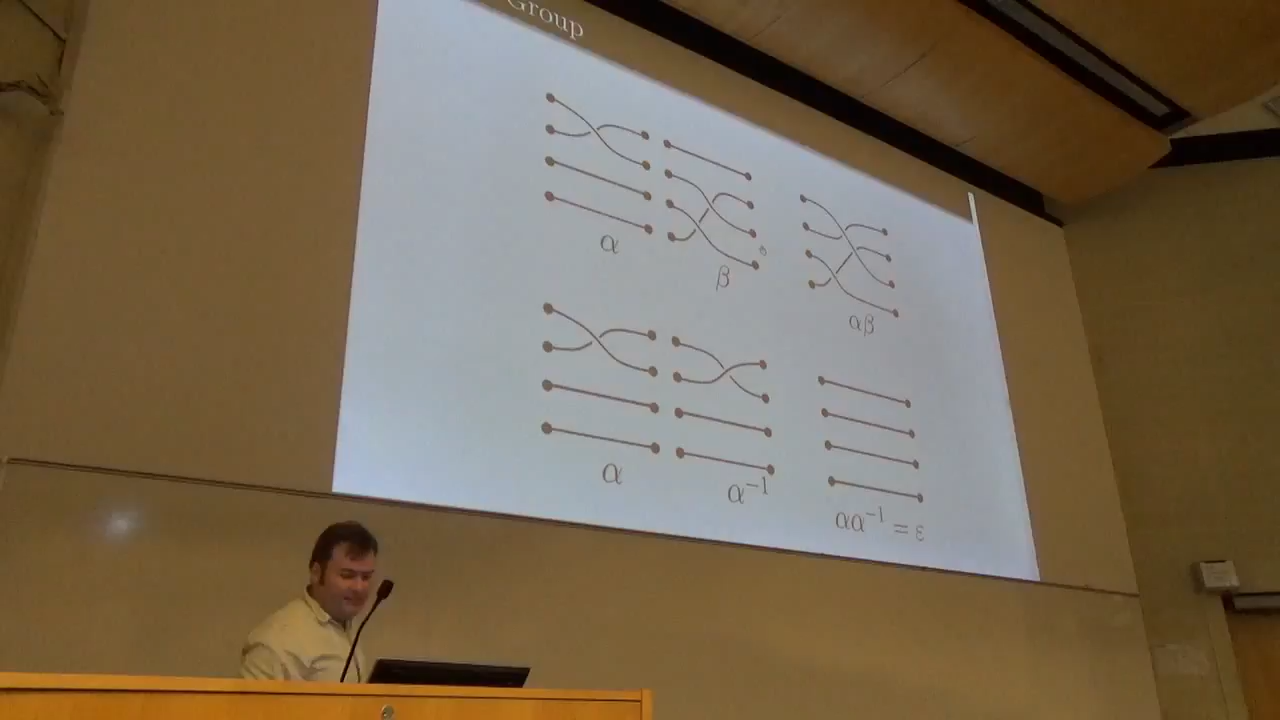 Group
α
β
αβ
α
α⁻¹
αα⁻¹ = ε